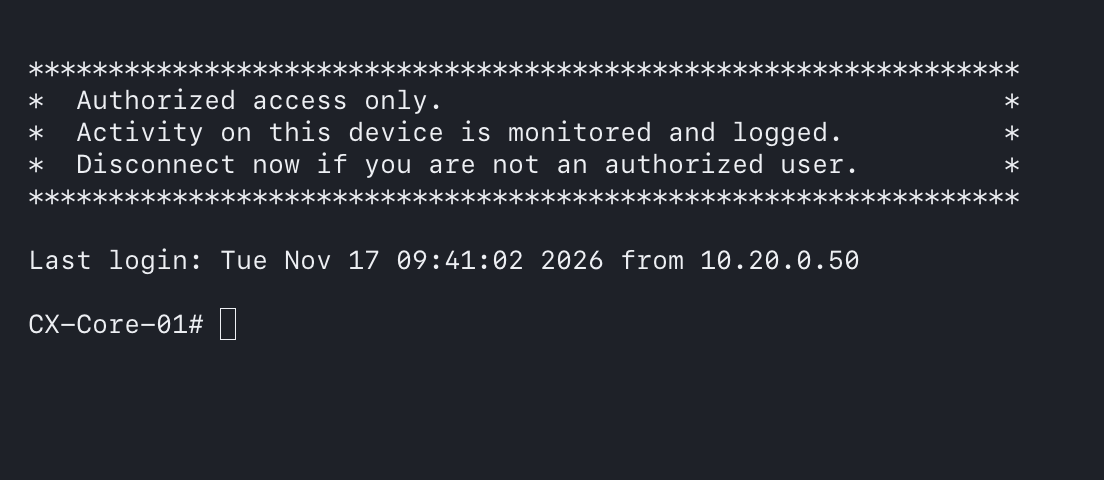 **************************************************************
*  Authorized access only.                                   *
*  Activity on this device is monitored and logged.          *
*  Disconnect now if you are not an authorized user.         *
**************************************************************
Last login: Tue Nov 17 09:41:02 2026 from 10.20.0.50
CX-Core-01#